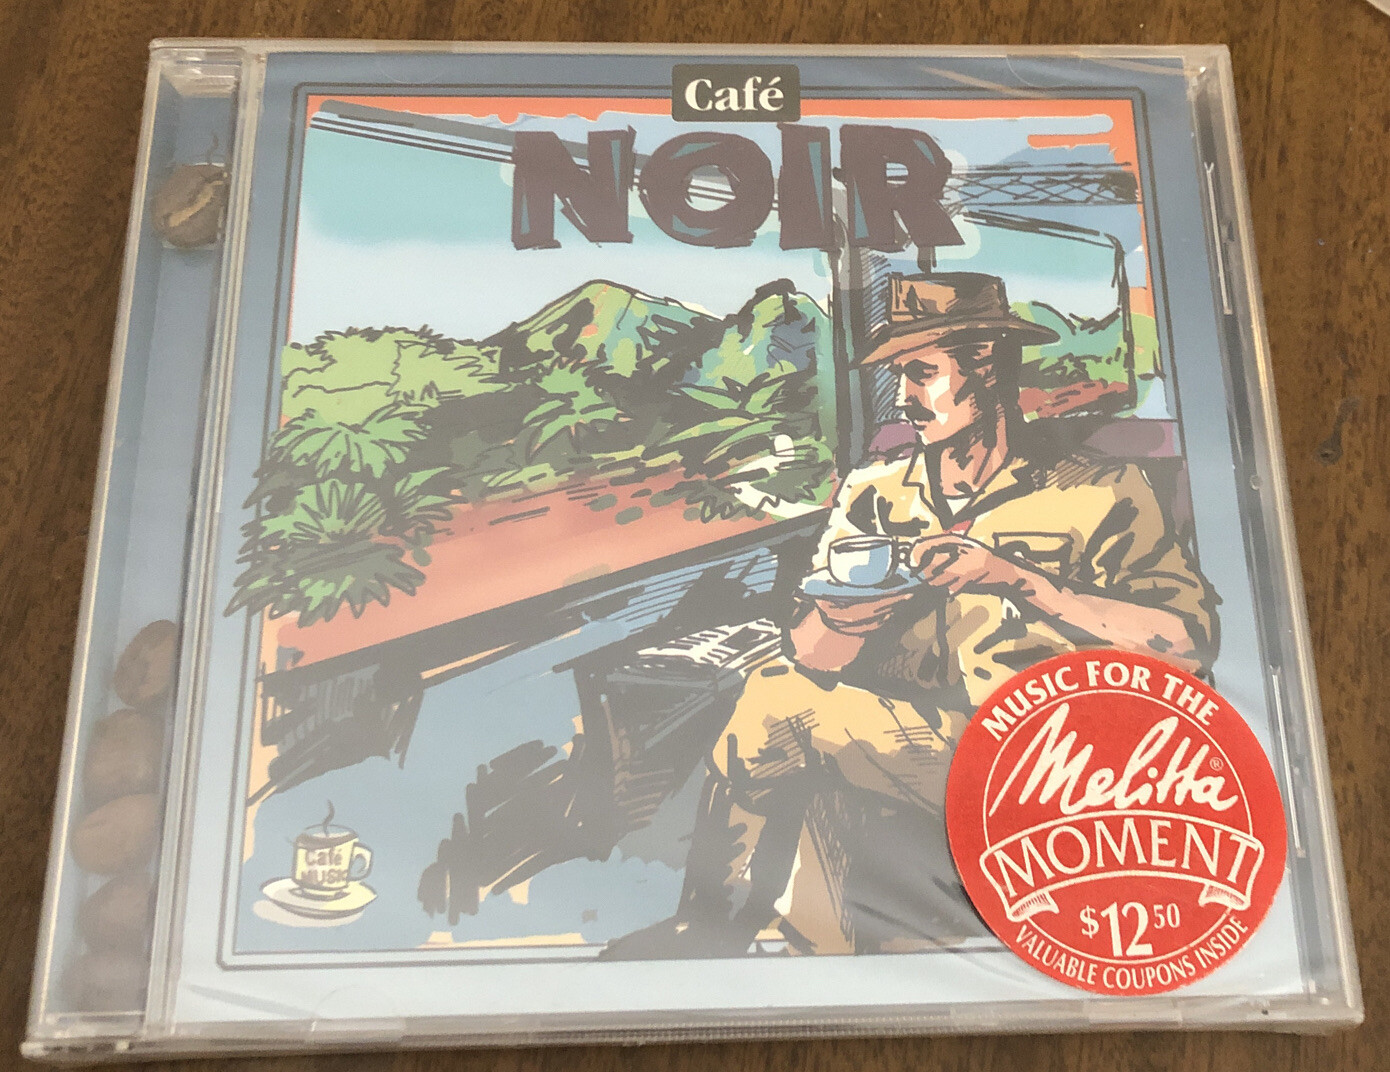 Café
NOIR
Café
MUSIC
MUSIC FOR THE
Melitta®
MOMENT
$12.50
VALUABLE COUPONS INSIDE